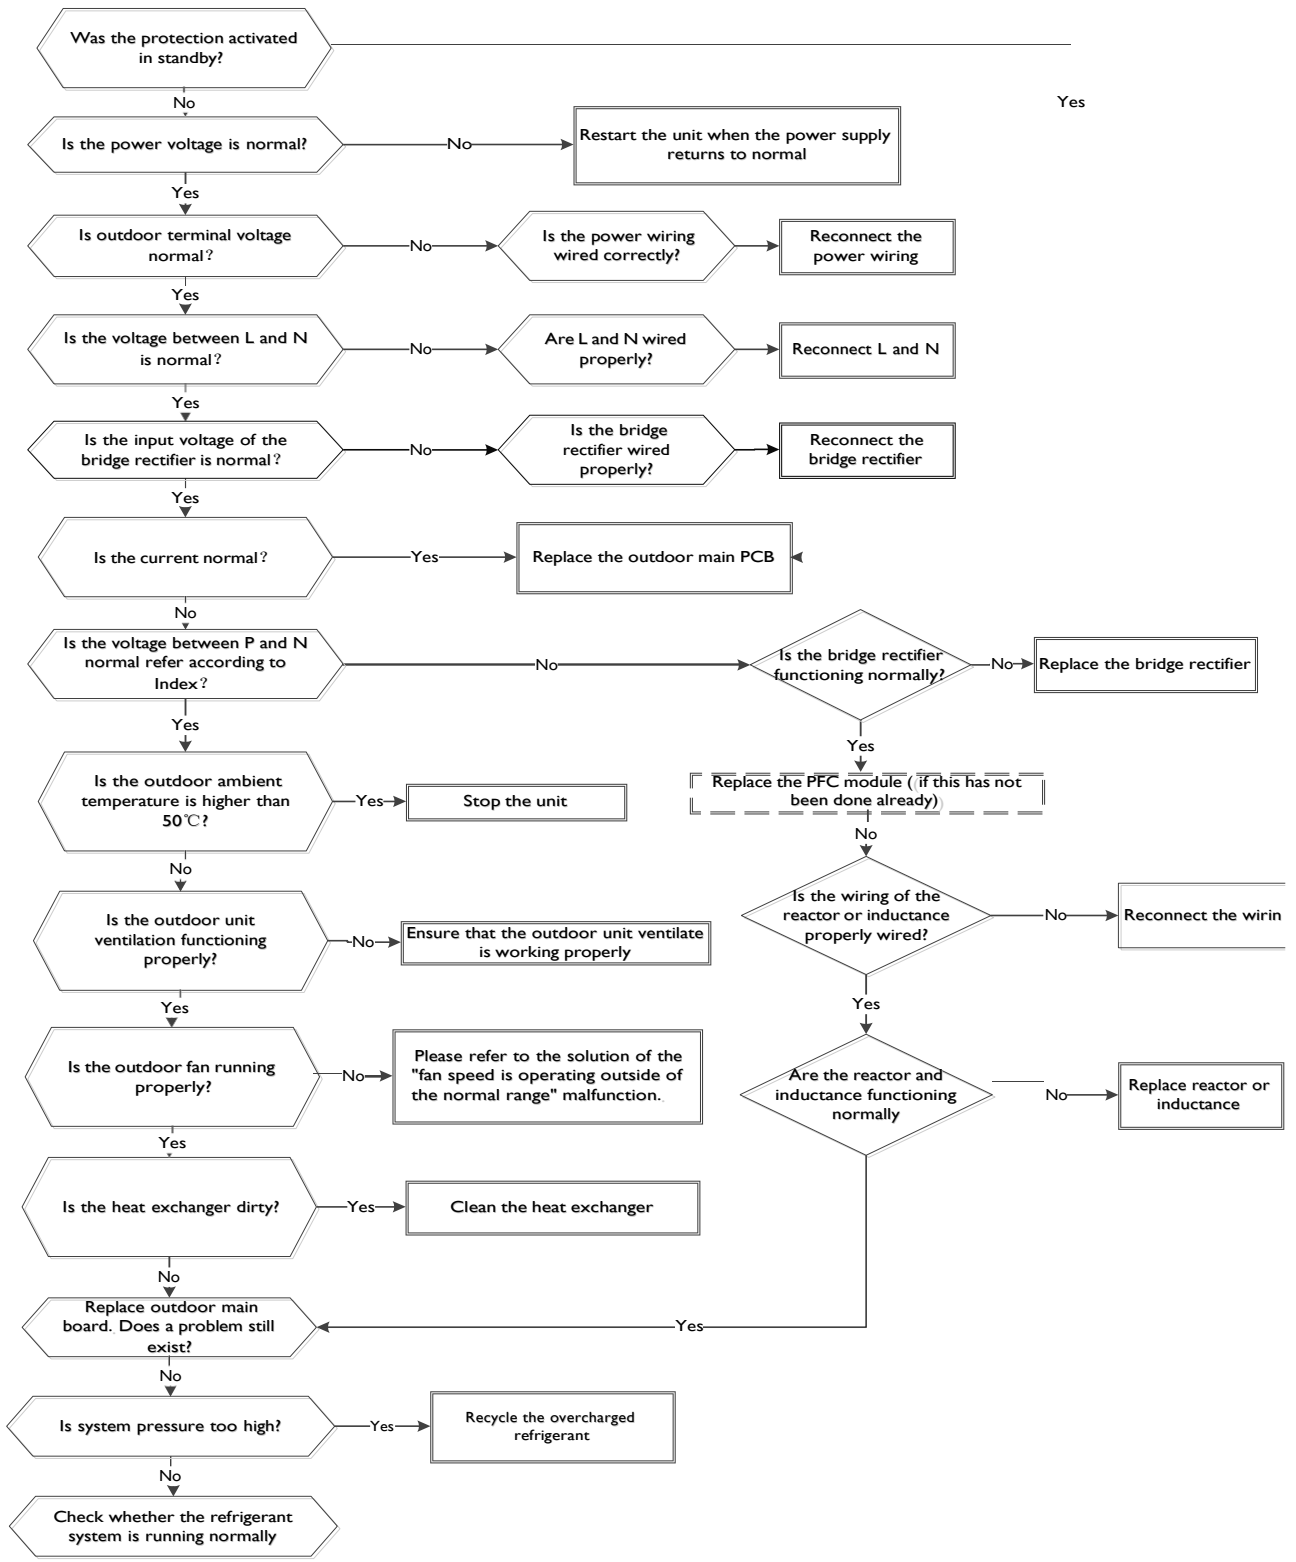 Was the protection activated
in standby?
No
Yes
Is the power voltage is normal?
No
Restart the unit when the power supply
returns to normal
Yes
Is outdoor terminal voltage
normal?
No
Is the power wiring
wired correctly?
Reconnect the
power wiring
Yes
Is the voltage between L and N
is normal?
No
Are L and N wired
properly?
Reconnect L and N
Yes
Is the input voltage of the
bridge rectifier is normal?
No
Is the bridge
rectifier wired
properly?
Reconnect the
bridge rectifier
Yes
Is the current normal?
Yes
Replace the outdoor main PCB
No
Is the voltage between P and N
normal refer according to
Index?
No
Is the bridge rectifier
functioning normally?
No
Replace the bridge rectifier
Yes
Yes
Is the outdoor ambient
temperature is higher than
50℃?
Yes
Stop the unit
Replace the PFC module (if this has not
been done already)
No
No
Is the outdoor unit
ventilation functioning
properly?
No
Ensure that the outdoor unit ventilate
is working properly
Is the wiring of the
reactor or inductance
properly wired?
No
Reconnect the wirin
Yes
Yes
Is the outdoor fan running
properly?
No
Please refer to the solution of the
"fan speed is operating outside of
the normal range" malfunction.
Are the reactor and
inductance functioning
normally
No
Replace reactor or
inductance
Yes
Is the heat exchanger dirty?
Yes
Clean the heat exchanger
No
Replace outdoor main
board. Does a problem still
exist?
Yes
No
Is system pressure too high?
Yes
Recycle the overcharged
refrigerant
No
Check whether the refrigerant
system is running normally